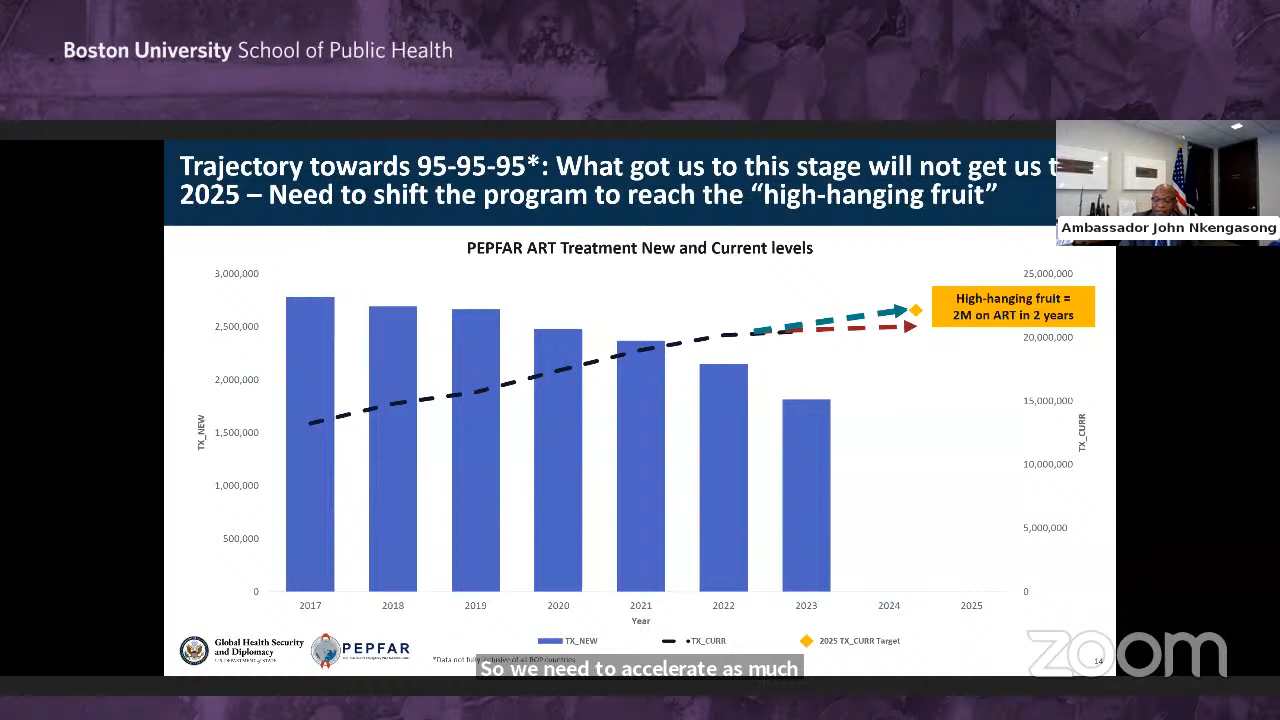 Boston University School of Public Health
Trajectory towards 95-95-95*: What got us to this stage will not get us t
2025 – Need to shift the program to reach the “high-hanging fruit”
Ambassador John Nkengasong
PEPFAR ART Treatment New and Current levels
3,000,000
2,500,000
2,000,000
1,500,000
1,000,000
500,000
0
TX_NEW
25,000,000
20,000,000
15,000,000
10,000,000
5,000,000
0
TX_CURR
High-hanging fruit =
2M on ART in 2 years
2017 2018 2019 2020 2021 2022 2023 2024 2025
Year
TX_NEW TX_CURR 2025 TX_CURR Target
Global Health Security
and Diplomacy
U.S. DEPARTMENT of STATE
PEPFAR
*Data not fully inclusive of all ROP countries
So we need to accelerate as much
zoom
14